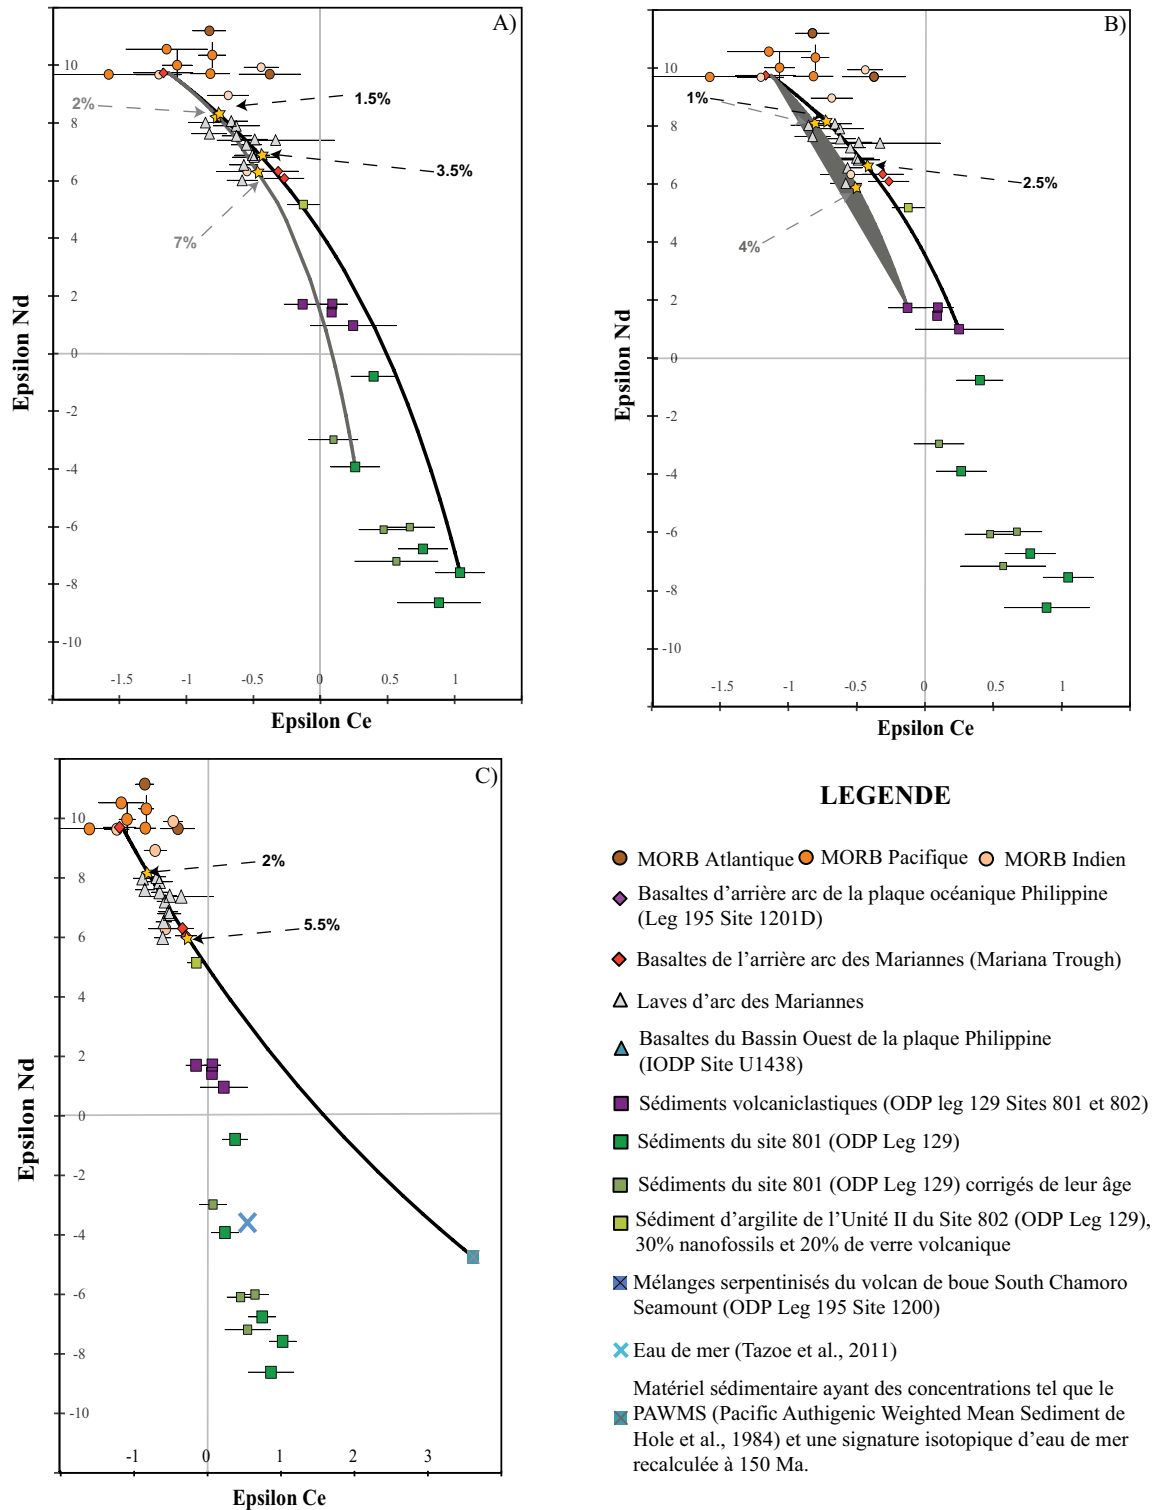 A)
10
8
6
4
2
0
-2
-4
-6
-8
-10
2%
1.5%
3.5%
7%
Epsilon Nd
-1.5
-1
-0.5
0
0.5
1
Epsilon Ce
B)
10
8
6
4
2
0
-2
-4
-6
-8
-10
1%
2.5%
4%
Epsilon Nd
-1.5
-1
-0.5
0
0.5
1
Epsilon Ce
C)
10
8
6
4
2
0
-2
-4
-6
-8
-10
2%
5.5%
Epsilon Nd
-1
0
1
2
3
Epsilon Ce
LEGENDE
MORB Atlantique MORB Pacifique MORB Indien
Basaltes d'arrière arc de la plaque océanique Philippine
(Leg 195 Site 1201D)
Basaltes de l'arrière arc des Mariannes (Mariana Trough)
Laves d'arc des Mariannes
Basaltes du Bassin Ouest de la plaque Philippine
(IODP Site U1438)
Sédiments volcaniclastiques (ODP leg 129 Sites 801 et 802)
Sédiments du site 801 (ODP Leg 129)
Sédiments du site 801 (ODP Leg 129) corrigés de leur âge
Sédiment d'argilite de l'Unité II du Site 802 (ODP Leg 129),
30% nanofossils et 20% de verre volcanique
Mélanges serpentinisés du volcan de boue South Chamoro
Seamount (ODP Leg 195 Site 1200)
Eau de mer (Tazoe et al., 2011)
Matériel sédimentaire ayant des concentrations tel que le
PAWMS (Pacific Authigenic Weighted Mean Sediment de
Hole et al., 1984) et une signature isotopique d'eau de mer
recalculée à 150 Ma.